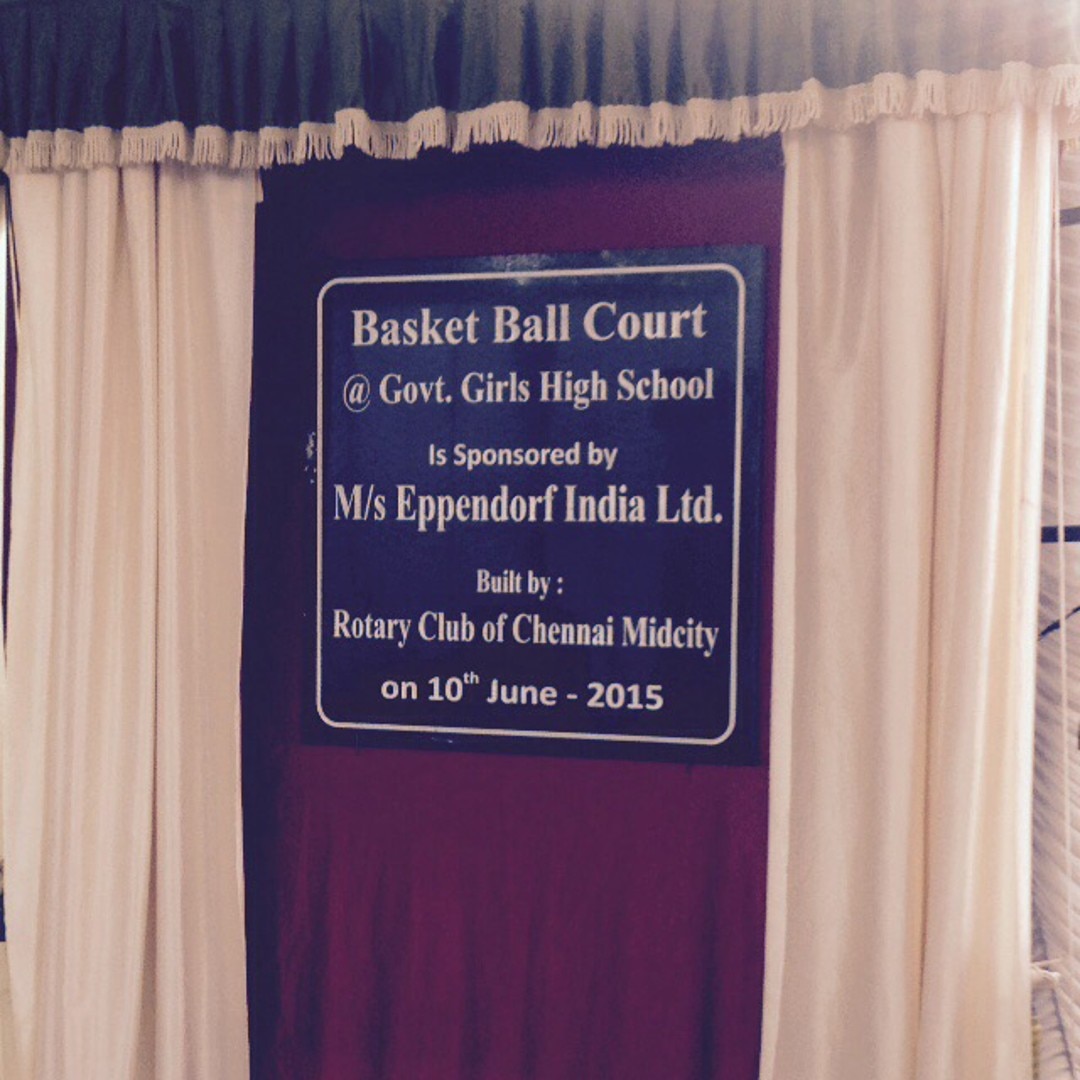 Basket Ball Court
@ Govt. Girls High School
Is Sponsored by
M/s Eppendorf India Ltd.
Built by :
Rotary Club of Chennai Midcity
on 10th June - 2015